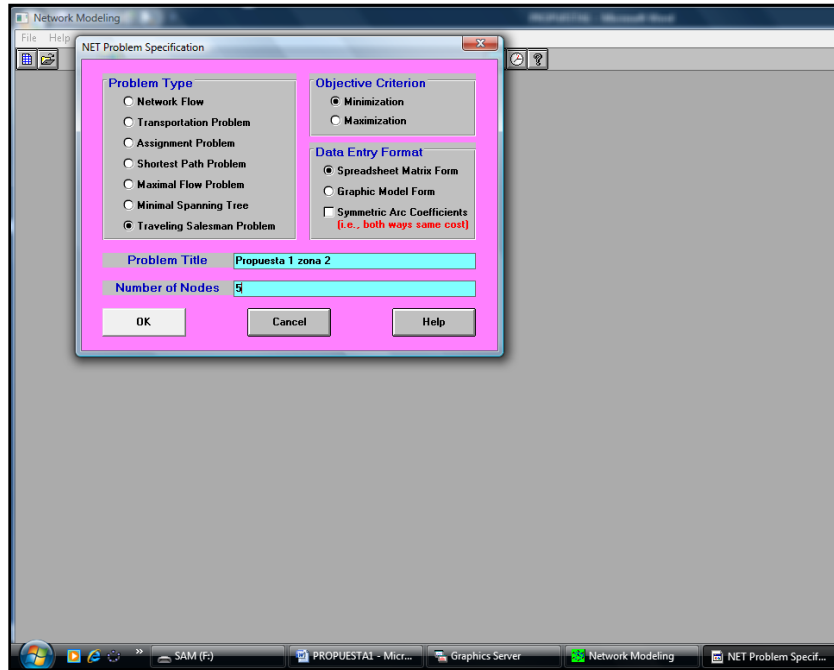 Network Modeling
PROPUESTA1 - Microsoft Word
File Help
NET Problem Specification
Problem Type
Network Flow
Transportation Problem
Assignment Problem
Shortest Path Problem
Maximal Flow Problem
Minimal Spanning Tree
Traveling Salesman Problem
Objective Criterion
Minimization
Maximization
Data Entry Format
Spreadsheet Matrix Form
Graphic Model Form
Symmetric Arc Coefficients
(i.e., both ways same cost)
Problem Title Propuesta 1 zona 2
Number of Nodes 5
OK Cancel Help
» SAM (F:) PROPUESTA1 - Micr... Graphics Server Network Modeling NET Problem Specif...